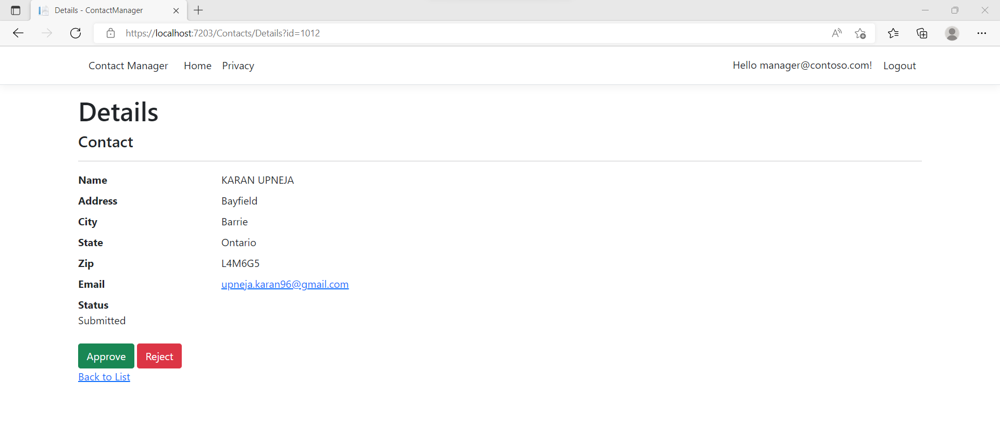 Details - ContactManager
https://localhost:7203/Contacts/Details?id=1012
Contact Manager Home Privacy Hello manager@contoso.com! Logout
Details
Contact
Name KARAN UPNEJA
Address Bayfield
City Barrie
State Ontario
Zip L4M6G5
Email upneja.karan96@gmail.com
Status
Submitted
Approve Reject
Back to List